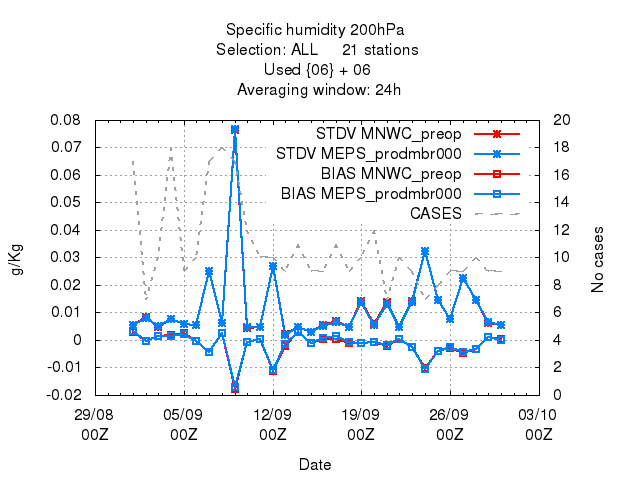 Specific humidity 200hPa
Selection: ALL 21 stations
Used {06} + 06
Averaging window: 24h
STDV MNWC_preop
STDV MEPS_prodmbr000
BIAS MNWC_preop
BIAS MEPS_prodmbr000
CASES
g/Kg
0.08
0.07
0.06
0.05
0.04
0.03
0.02
0.01
0
-0.01
-0.02
20
18
16
14
12
10
8
6
4
2
0
No cases
29/08 05/09 12/09 19/09 26/09 03/10
00Z 00Z 00Z 00Z 00Z 00Z
Date